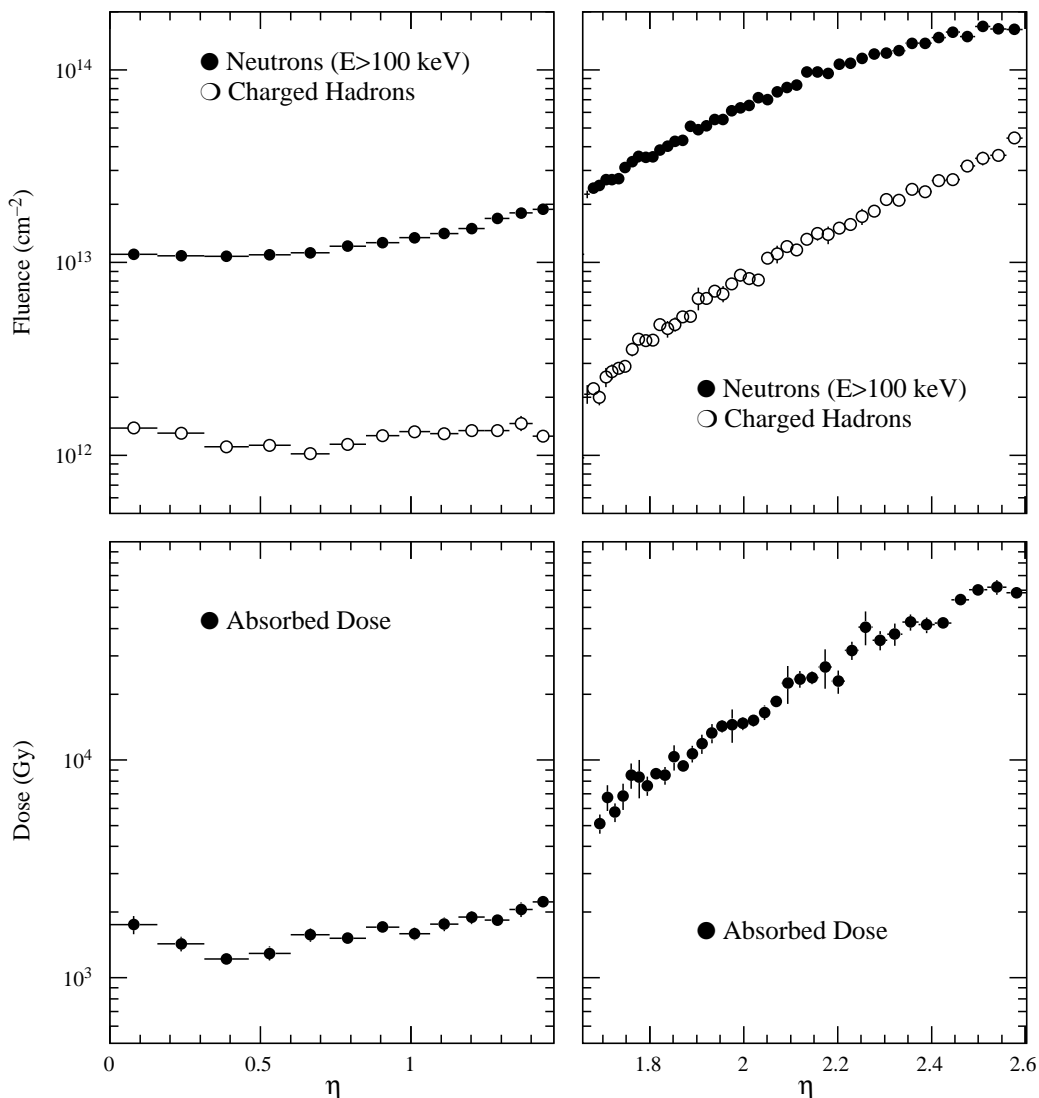 Neutrons (E>100 keV)
Charged Hadrons
Neutrons (E>100 keV)
Charged Hadrons
Fluence (cm⁻²)
10¹⁴
10¹³
10¹²
Absorbed Dose
Absorbed Dose
Dose (Gy)
10⁴
10³
0 0.5 1
η
1.8 2 2.2 2.4 2.6
η